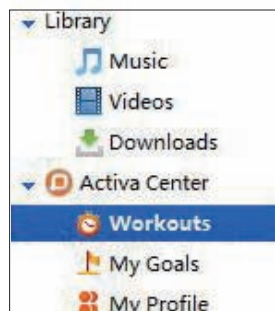 Library
Music
Videos
Downloads
Activa Center
Workouts
My Goals
My Profile